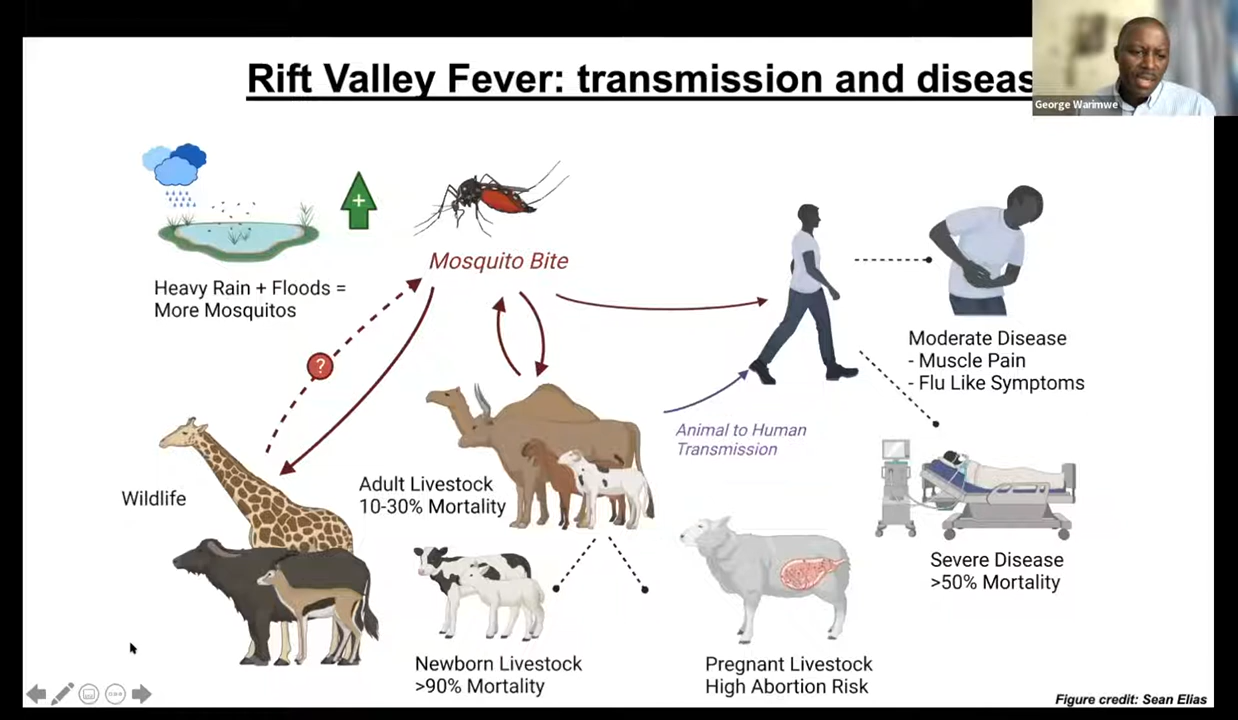 Rift Valley Fever: transmission and diseas
George Warimwe
+
Mosquito Bite
Heavy Rain + Floods =
More Mosquitos
?
Moderate Disease
- Muscle Pain
- Flu Like Symptoms
Animal to Human
Transmission
Wildlife
Adult Livestock
10-30% Mortality
Severe Disease
>50% Mortality
Newborn Livestock
>90% Mortality
Pregnant Livestock
High Abortion Risk
Figure credit: Sean Elias